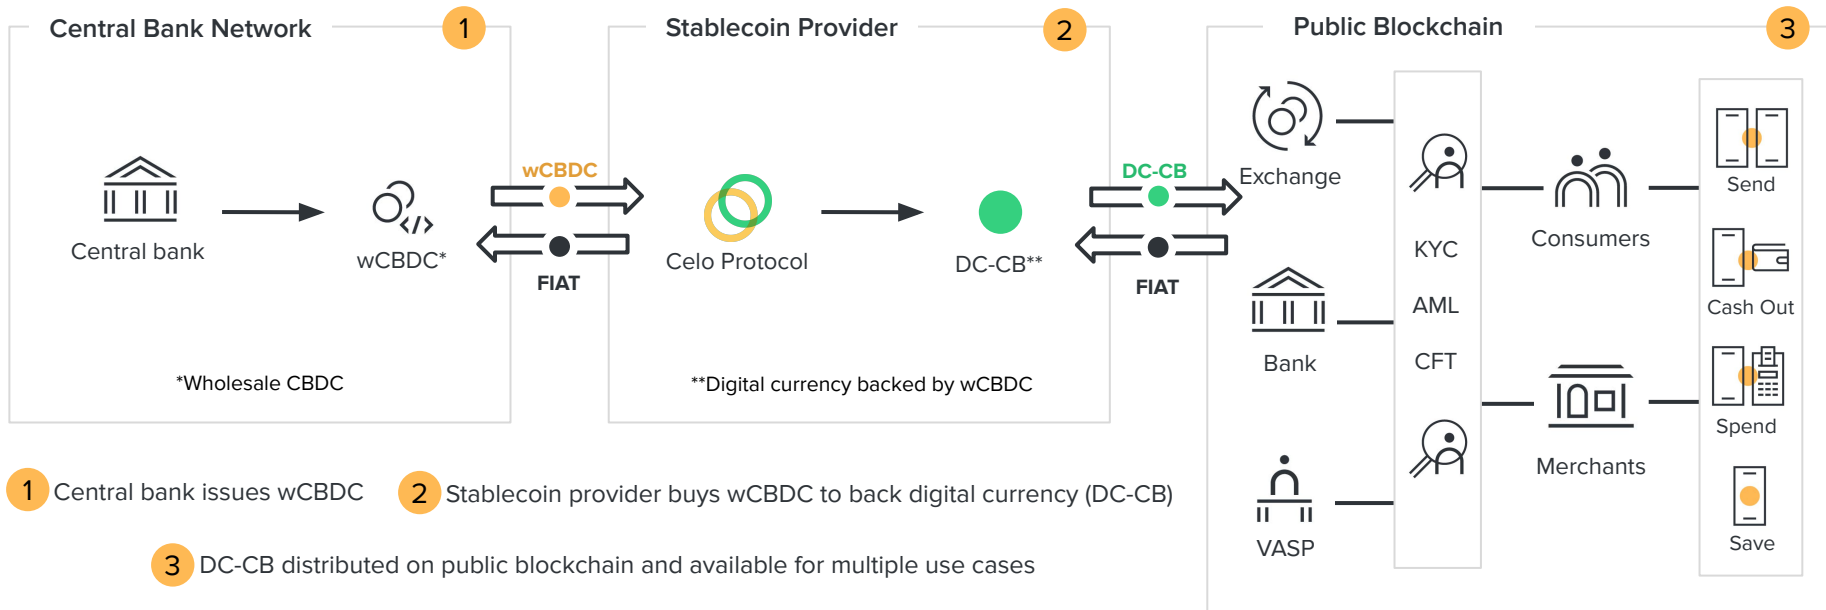 Central Bank Network
1
Central bank
wCBDC*
*Wholesale CBDC
wCBDC
FIAT
Stablecoin Provider
2
Celo Protocol
DC-CB**
**Digital currency backed by wCBDC
DC-CB
FIAT
Public Blockchain
3
Exchange
Bank
VASP
KYC
AML
CFT
Consumers
Merchants
Send
Cash Out
Spend
Save
1 Central bank issues wCBDC
2 Stablecoin provider buys wCBDC to back digital currency (DC-CB)
3 DC-CB distributed on public blockchain and available for multiple use cases